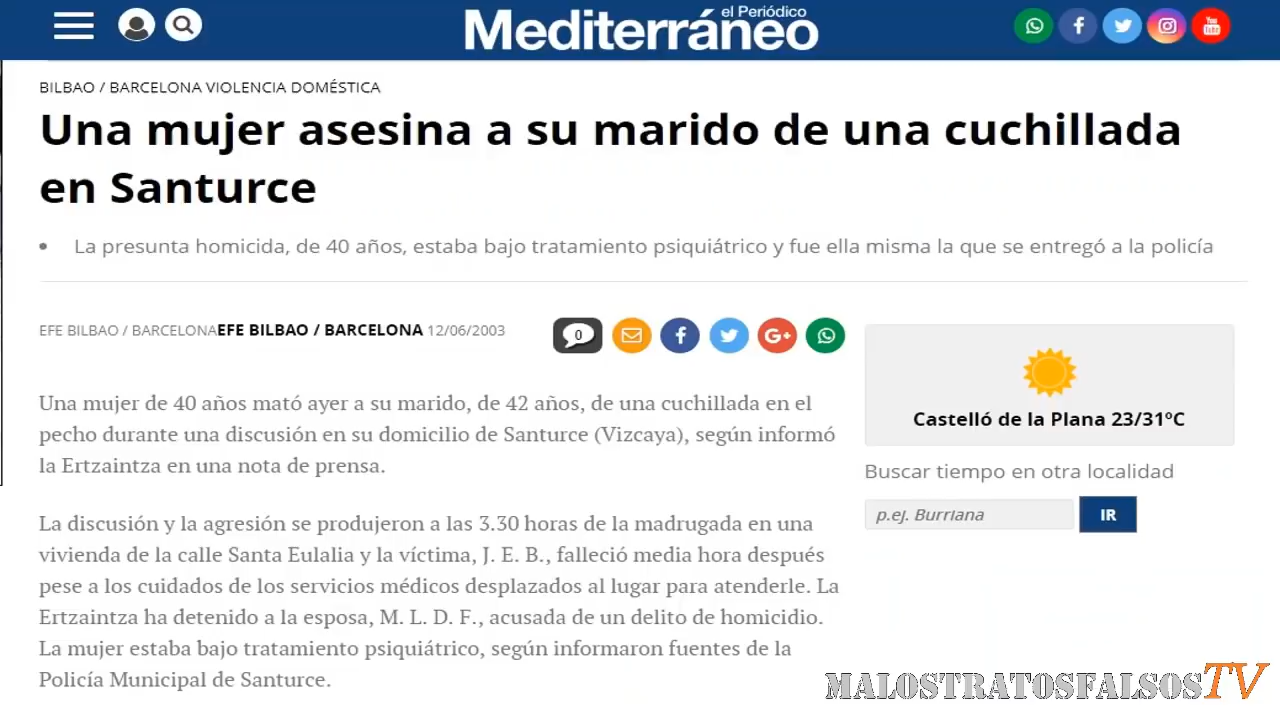 el Periódico
Mediterráneo
BILBAO / BARCELONA VIOLENCIA DOMÉSTICA
Una mujer asesina a su marido de una cuchillada
en Santurce
• La presunta homicida, de 40 años, estaba bajo tratamiento psiquiátrico y fue ella misma la que se entregó a la policía
EFE BILBAO / BARCELONAEFE BILBAO / BARCELONA 12/06/2003
0
G+
Una mujer de 40 años mató ayer a su marido, de 42 años, de una cuchillada en el
pecho durante una discusión en su domicilio de Santurce (Vizcaya), según informó
la Ertzaintza en una nota de prensa.
La discusión y la agresión se produjeron a las 3.30 horas de la madrugada en una
vivienda de la calle Santa Eulalia y la víctima, J. E. B., falleció media hora después
pese a los cuidados de los servicios médicos desplazados al lugar para atenderle. La
Ertzaintza ha detenido a la esposa, M. L. D. F., acusada de un delito de homicidio.
La mujer estaba bajo tratamiento psiquiátrico, según informaron fuentes de la
Policía Municipal de Santurce.
Castelló de la Plana 23/31ºC
Buscar tiempo en otra localidad
p.ej. Burriana
IR
MALOSTRATOSFALSOSTV